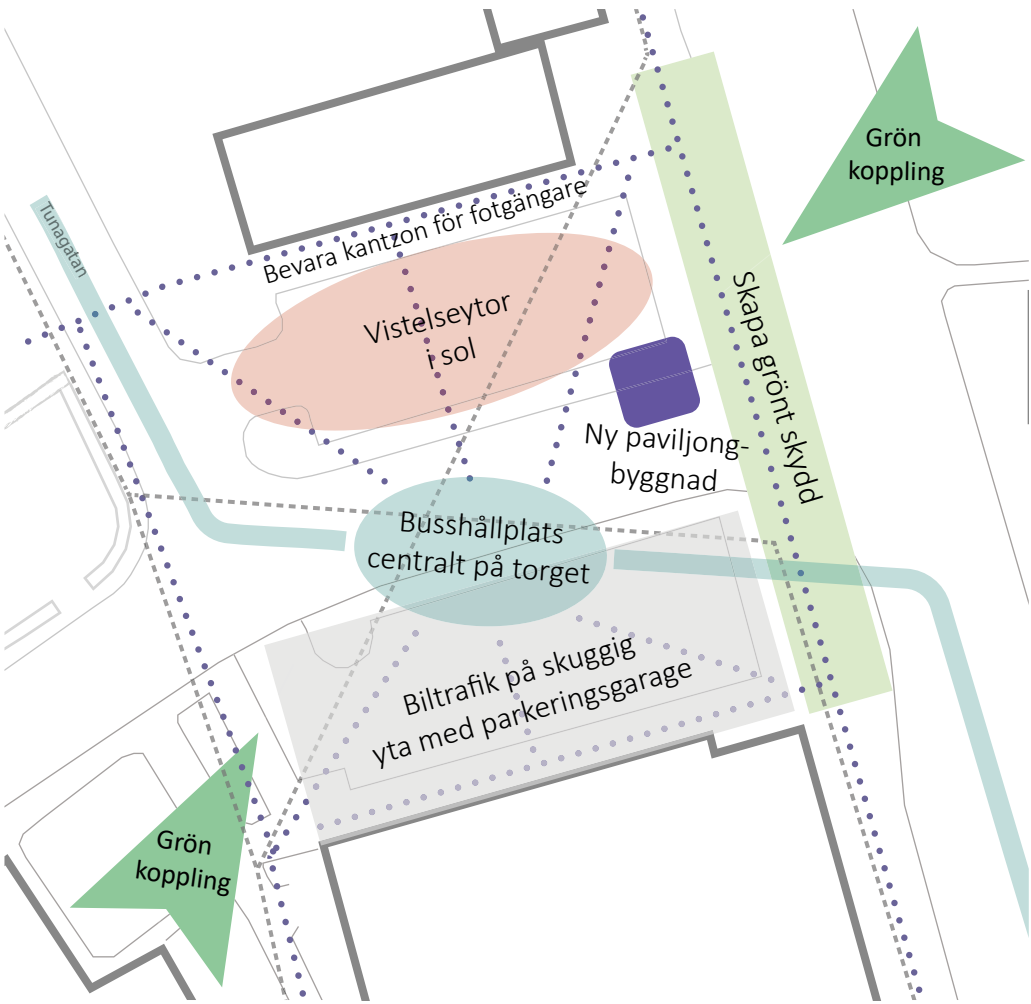 Grön
koppling
Tunagatan
Bevara kantzon för fotgängare
Vistelseytor
i sol
Skapa grönt skydd
Ny paviljong-
byggnad
Busshållplats
centralt på torget
Biltrafik på skuggig
yta med parkeringsgarage
Grön
koppling